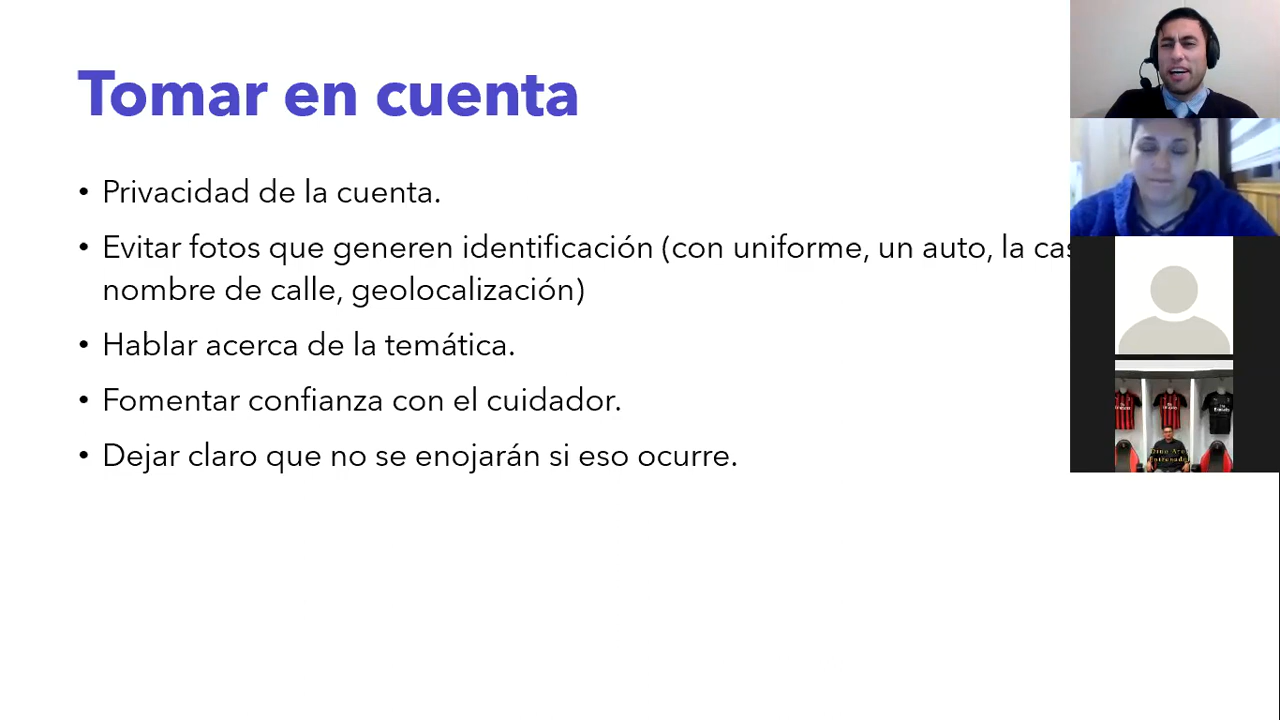 Tomar en cuenta
• Privacidad de la cuenta.
• Evitar fotos que generen identificación (con uniforme, un auto, la
nombre de calle, geolocalización)
• Hablar acerca de la temática.
• Fomentar confianza con el cuidador.
• Dejar claro que no se enojarán si eso ocurre.